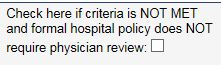 Check here if criteria is NOT MET
and formal hospital policy does NOT
require physician review: